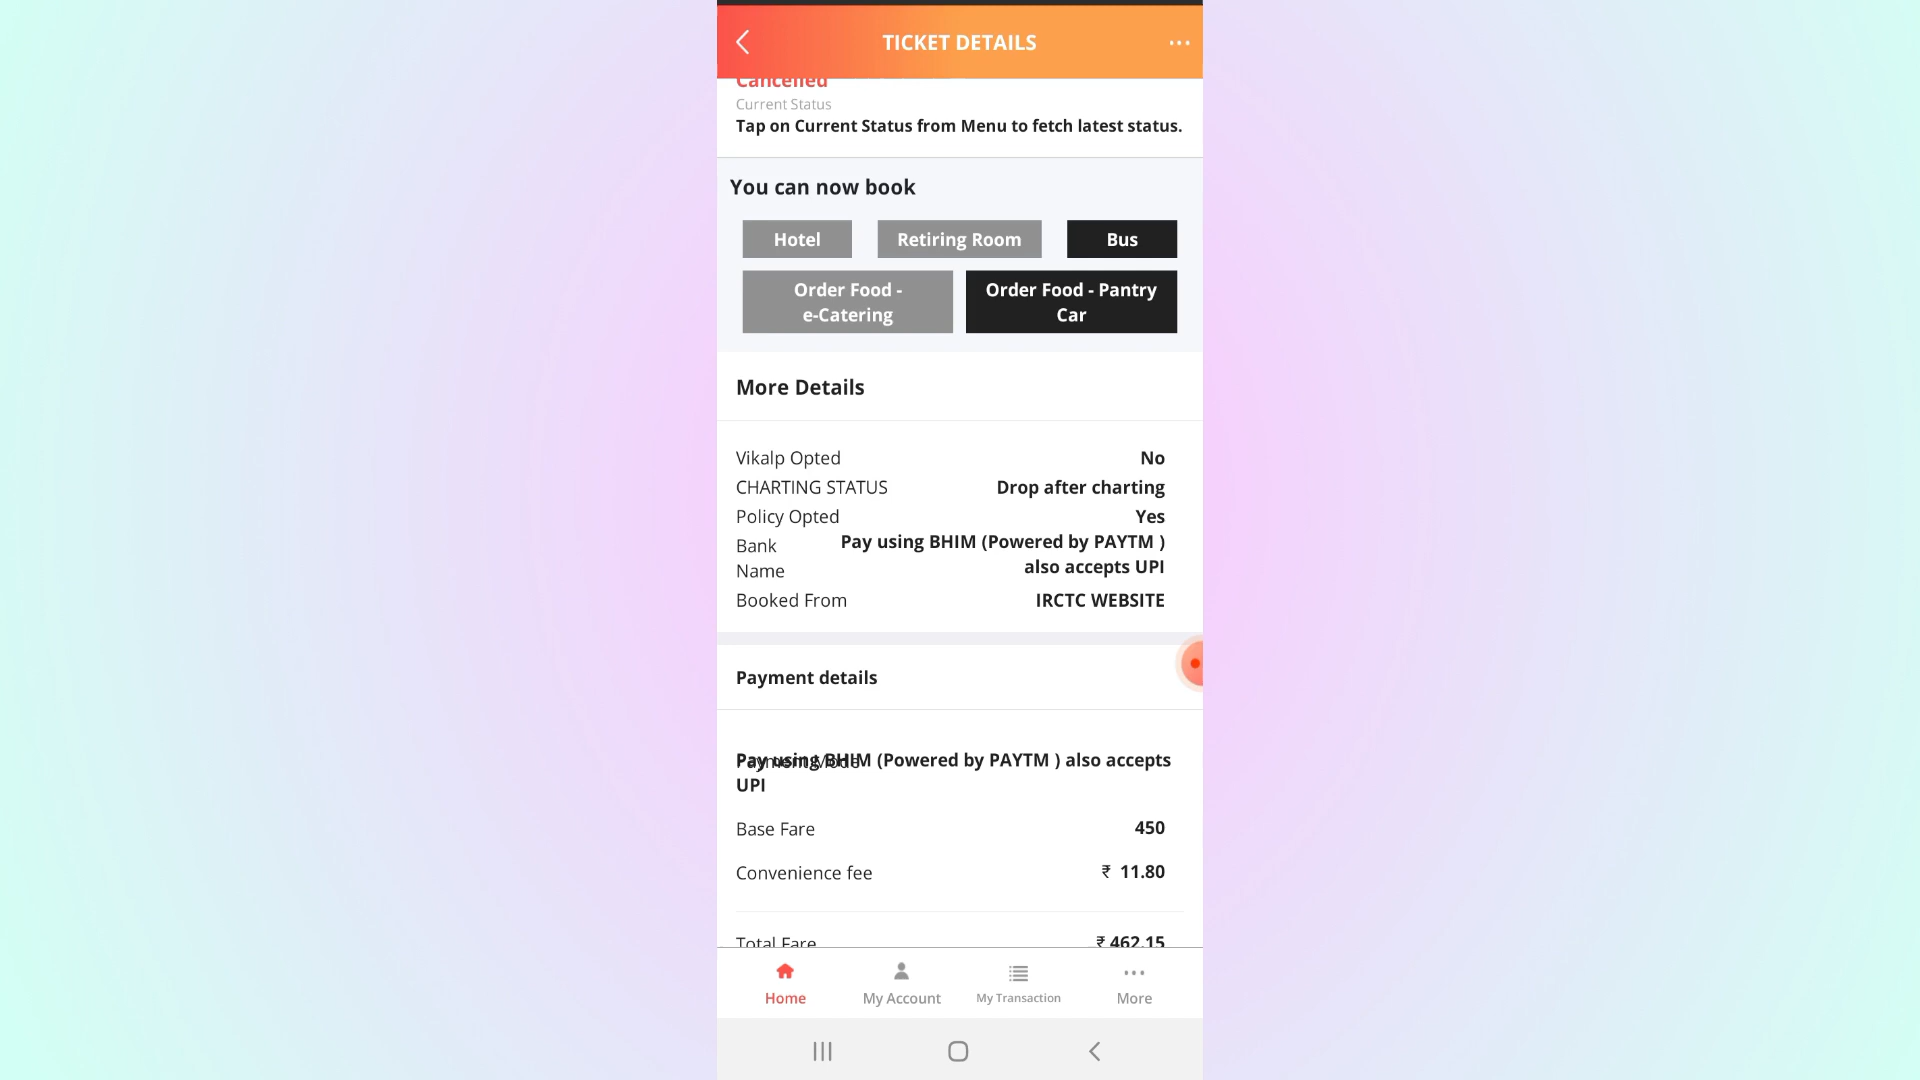 TICKET DETAILS
Cancelled
Current Status
Tap on Current Status from Menu to fetch latest status.
You can now book
Hotel
Retiring Room
Bus
Order Food -
e-Catering
Order Food - Pantry
Car
More Details
Vikalp Opted No
CHARTING STATUS Drop after charting
Policy Opted Yes
Bank Name
Pay using BHIM (Powered by PAYTM )
also accepts UPI
Booked From IRCTC WEBSITE
Payment details
Payment Mode
Pay using BHIM (Powered by PAYTM ) also accepts
UPI
Base Fare 450
Convenience fee ₹ 11.80
Total Fare ₹ 462.15
Home
My Account
My Transaction
More